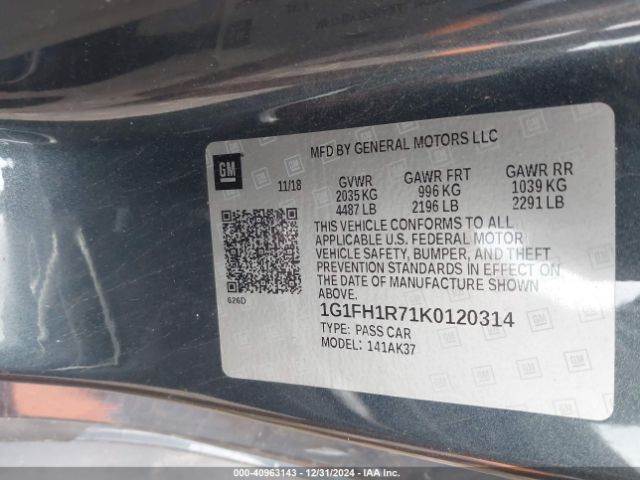 MFD BY GENERAL MOTORS LLC
GM
11/18 GVWR GAWR FRT GAWR RR
2035 KG 996 KG 1039 KG
4487 LB 2196 LB 2291 LB
THIS VEHICLE CONFORMS TO ALL
APPLICABLE U.S. FEDERAL MOTOR
VEHICLE SAFETY, BUMPER, AND THEFT
PREVENTION STANDARDS IN EFFECT ON
THE DATE OF MANUFACTURE SHOWN
ABOVE.
626D
1G1FH1R71K0120314
TYPE: PASS CAR
MODEL: 141AK37
000-40963143 - 12/31/2024 - IAADT